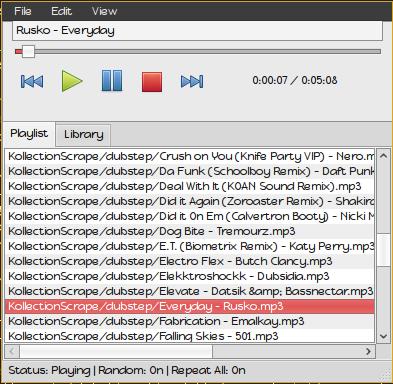 File Edit View
Rusko - Everyday
0:00:07 / 0:05:08
Playlist Library
KollectionScrape/dubstep/Crush on You (Knife Party VIP) - Nero.m
KollectionScrape/dubstep/Da Funk (Schoolboy Remix) - Daft Punk
KollectionScrape/dubstep/Deal With It (K0AN Sound Remix).mp3
KollectionScrape/dubstep/Did it Again (Zoroaster Remix) - Shakira
KollectionScrape/dubstep/Did it 0n Em (Calvertron Booty) - Nicki M
KollectionScrape/dubstep/Dog Bite - Tremourz.mp3
KollectionScrape/dubstep/E.T. (Biometrix Remix) - Katy Perry.mp3
KollectionScrape/dubstep/Electro Flex - Butch Clancy.mp3
KollectionScrape/dubstep/Elekktroshockk - Dubsidia.mp3
KollectionScrape/dubstep/Elevate - Datsik &amp; Bassnectar.mp3
KollectionScrape/dubstep/Everyday - Rusko.mp3
KollectionScrape/dubstep/Fabrication - Emalkay.mp3
KollectionScrape/dubstep/Falling Skies - 501.mp3
Status: Playing | Random: 0n | Repeat All: 0n